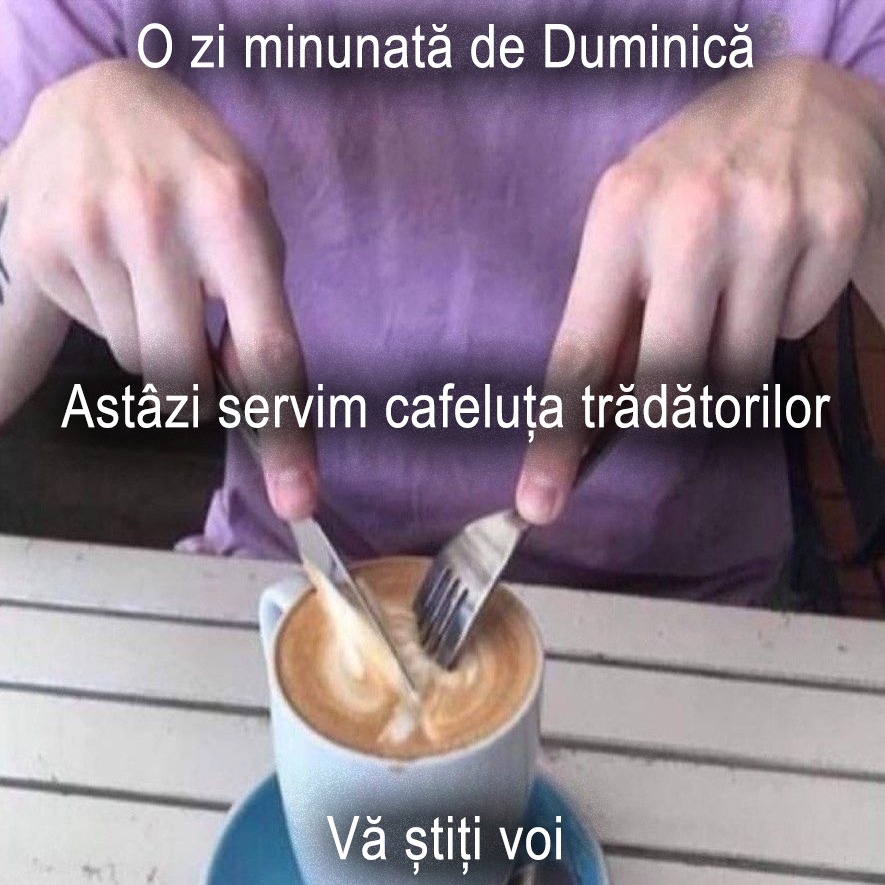 O zi minunată de Duminică
Astâzi servim cafeluța trădătorilor
Vă știți voi